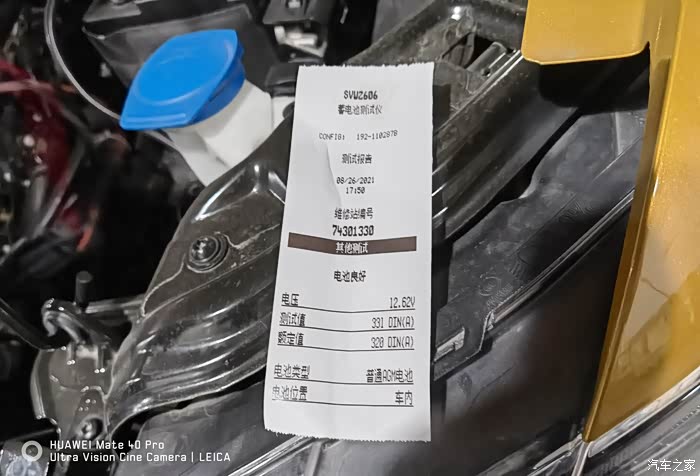 SVW2606
蓄电池测试仪
CONFIG: 192-110287B
测试报告
08/26/2021
17:50
维修站编号
74301330
其他测试
电池良好
电压 12.62V
测试值 331 DIN(A)
额定值 320 DIN(A)
电池类型 普通AGM电池
电池位置 车内
HUAWEI Mate 40 Pro
Ultra Vision Cine Camera | LEICA
汽车之家